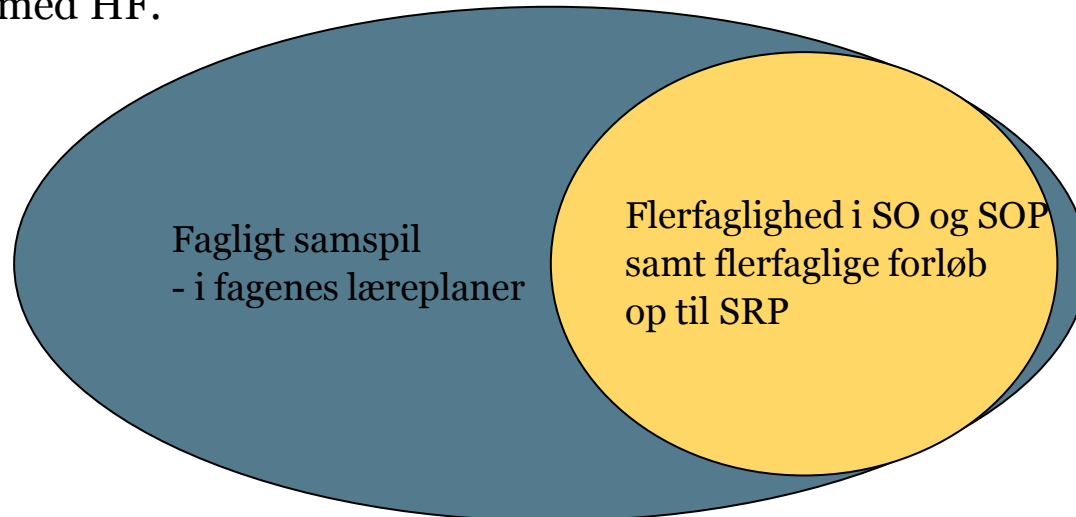 med HF.
Fagligt samspil
- i fagenes læreplaner
Flerfaglighed i SO og SOP
samt flerfaglige forløb
op til SRP